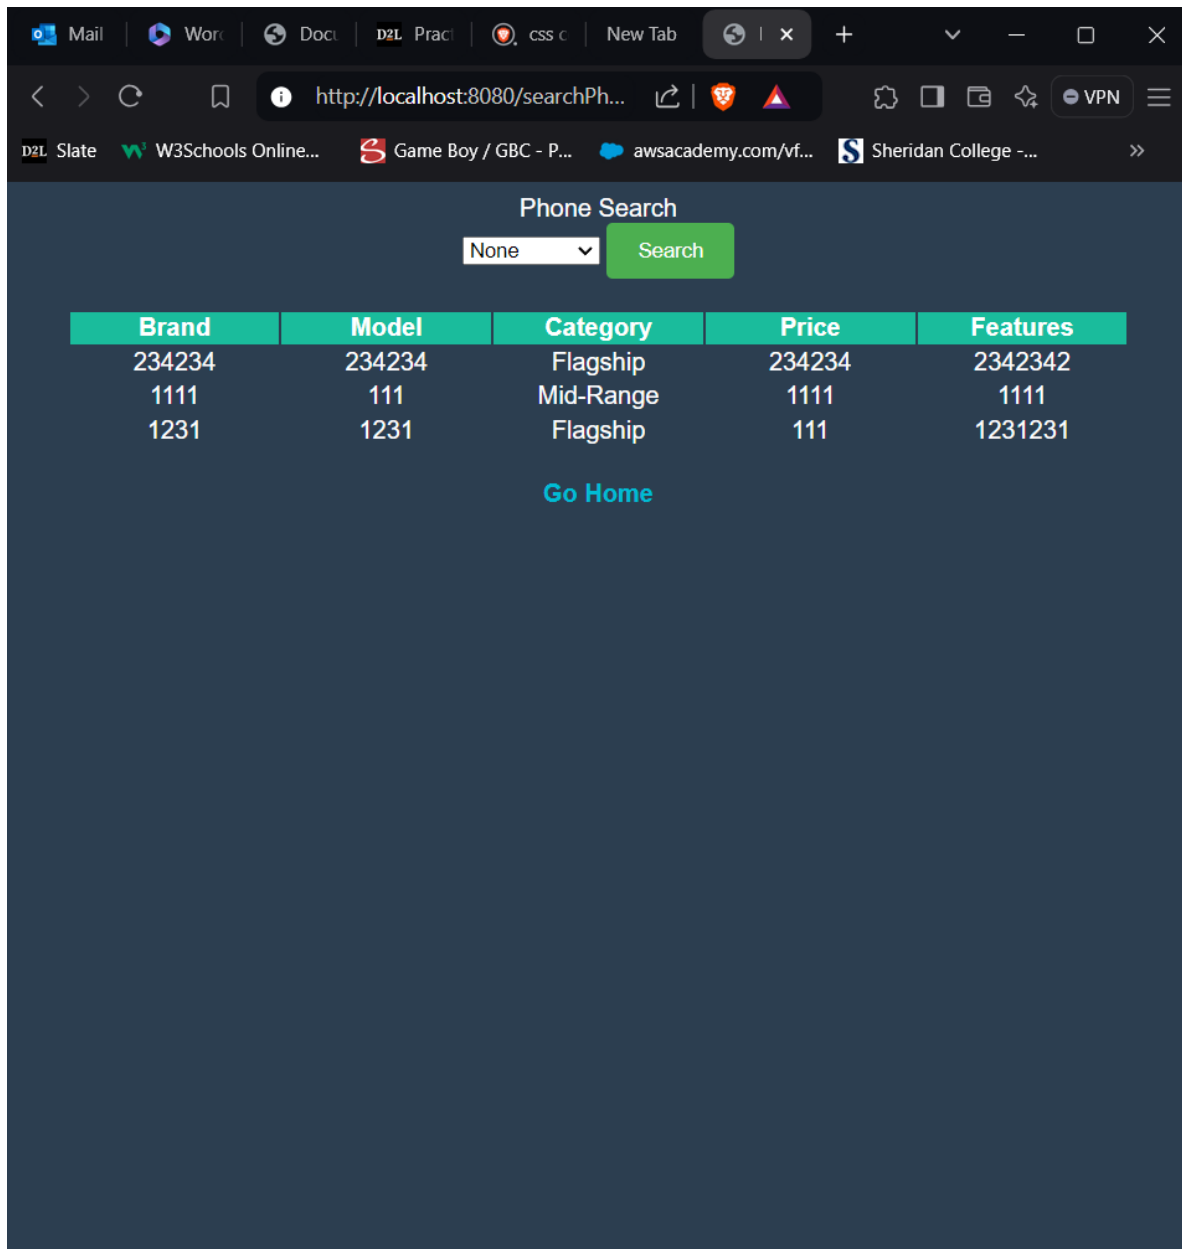 Mail Wor Doc D2L Prac css c New Tab
http://localhost:8080/searchPh... VPN
D2L Slate W3Schools Online... Game Boy / GBC - P... awsacademy.com/vf... S Sheridan College -...
Phone Search
None Search
Brand Model Category Price Features
234234 234234 Flagship 234234 2342342
1111 111 Mid-Range 1111 1111
1231 1231 Flagship 111 1231231
Go Home